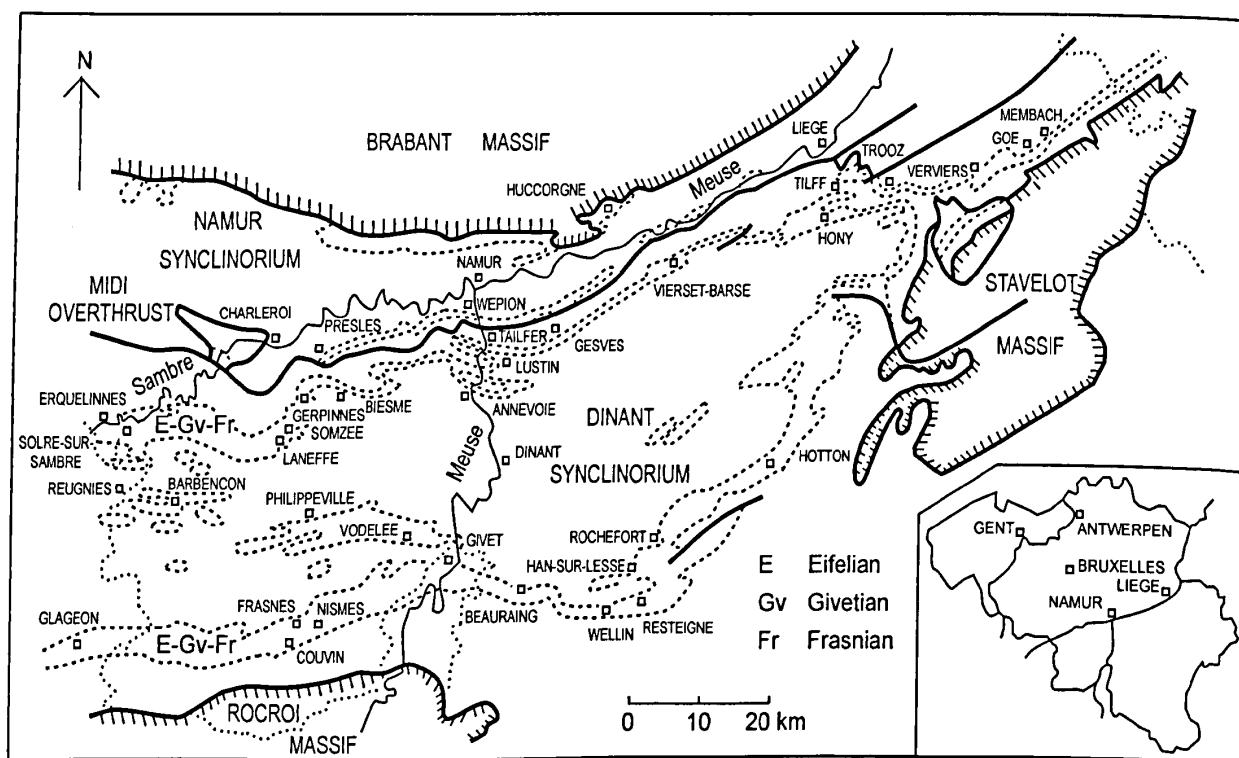 N
BRABANT MASSIF
LIEGE
MEMBACH
GOE
TROOZ
VERVIERS
TILFF
HUCCORGNE
Meuse
HONY
NAMUR
SYNCLINORIUM
NAMUR
VIERSET-BARSE
STAVELOT
MASSIF
MIDI
OVERTHRUST
CHARLEROI
PRESLES
WEPION
TAILFER
GESVES
LUSTIN
Sambre
ERQUELINNES
E-Gv-Fr
GERPINNES
BIESME
ANNEVOIE
SOMZEE
SOLRE-SUR
SAMBRE
LANEFFE
DINANT
SYNCLINORIUM
Meuse
DINANT
HOTTON
REUGNIES
BARBENCON
PHILIPPEVILLE
VODELEE
GIVET
ROCHEFORT
HAN-SUR-LESSE
FRASNES
NISMES
BEAURAING
GLAGEON
E-Gv-Fr
COUVIN
WELLIN
RESTEIGNE
ROCROI
MASSIF
E Eifelian
Gv Givetian
Fr Frasnian
0 10 20 km
GENT
ANTWERPEN
BRUXELLES
LIEGE
NAMUR